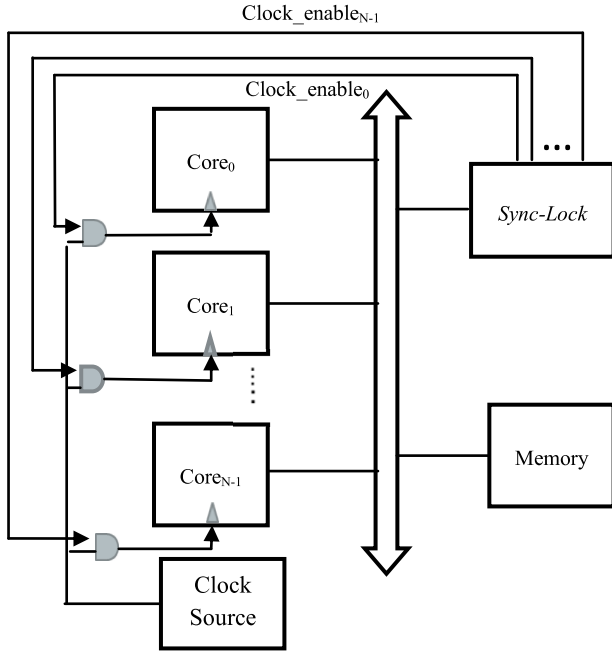 Clock_enableN-1
Clock_enable0
Core0
Sync-Lock
Core1
CoreN-1
Memory
Clock
Source